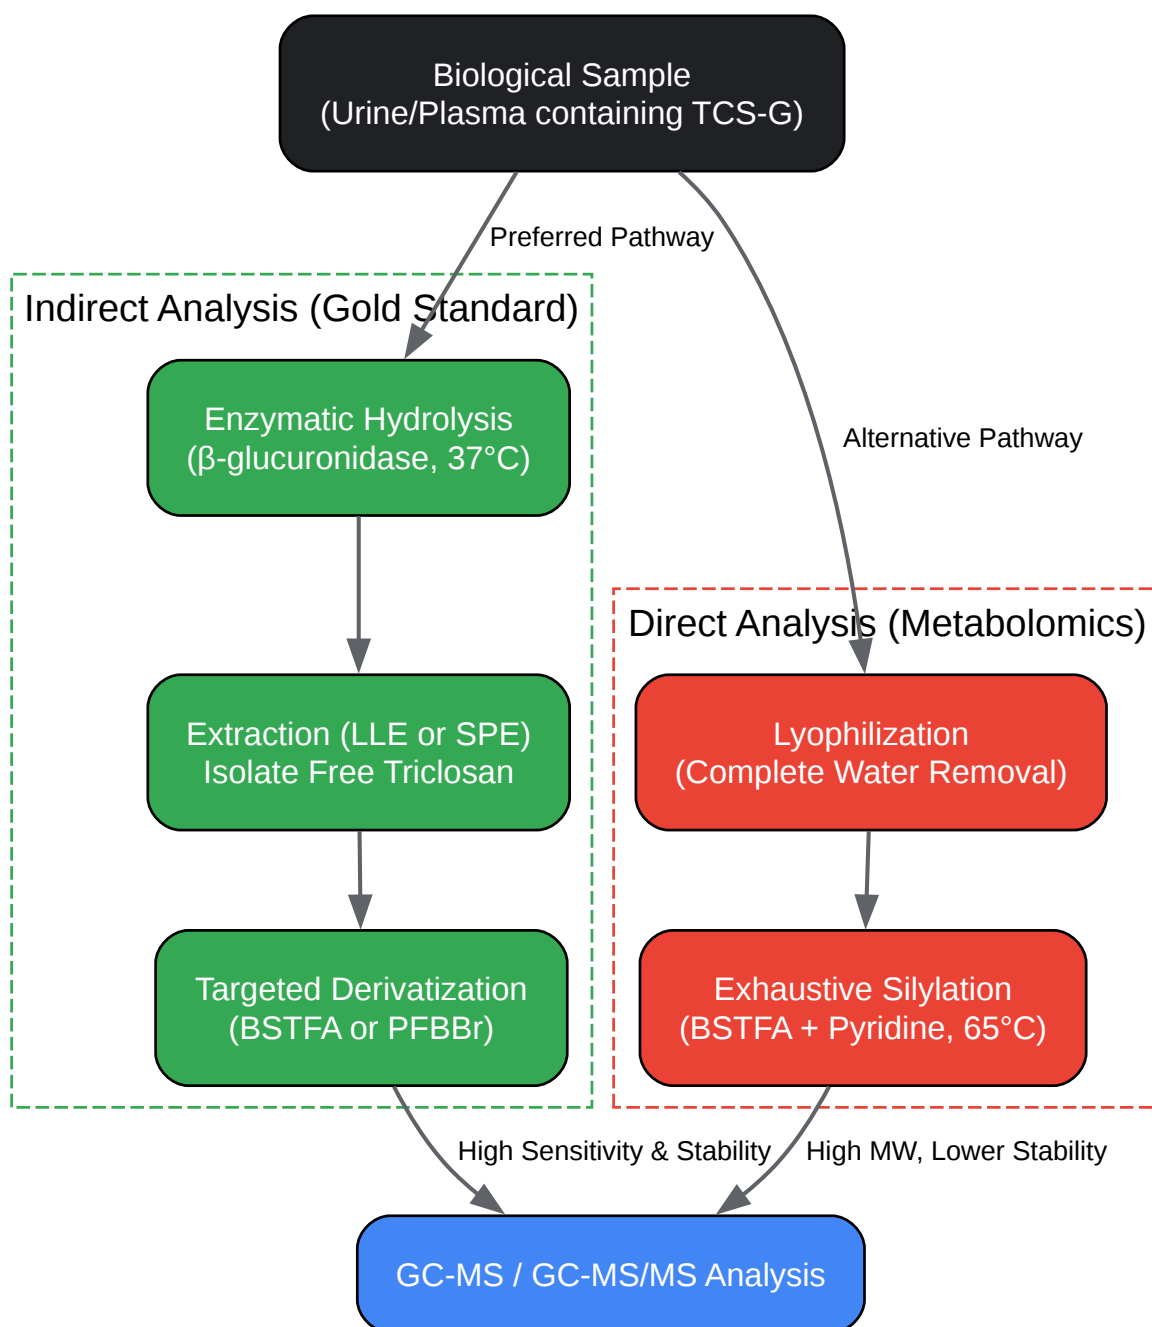 Biological Sample
(Urine/Plasma containing TCS-G)
Preferred Pathway
Alternative Pathway
Indirect Analysis (Gold Standard)
Enzymatic Hydrolysis
(β-glucuronidase, 37°C)
Extraction (LLE or SPE)
Isolate Free Triclosan
Targeted Derivatization
(BSTFA or PFBBr)
Direct Analysis (Metabolomics)
Lyophilization
(Complete Water Removal)
Exhaustive Silylation
(BSTFA + Pyridine, 65°C)
High Sensitivity & Stability
High MW, Lower Stability
GC-MS / GC-MS/MS Analysis